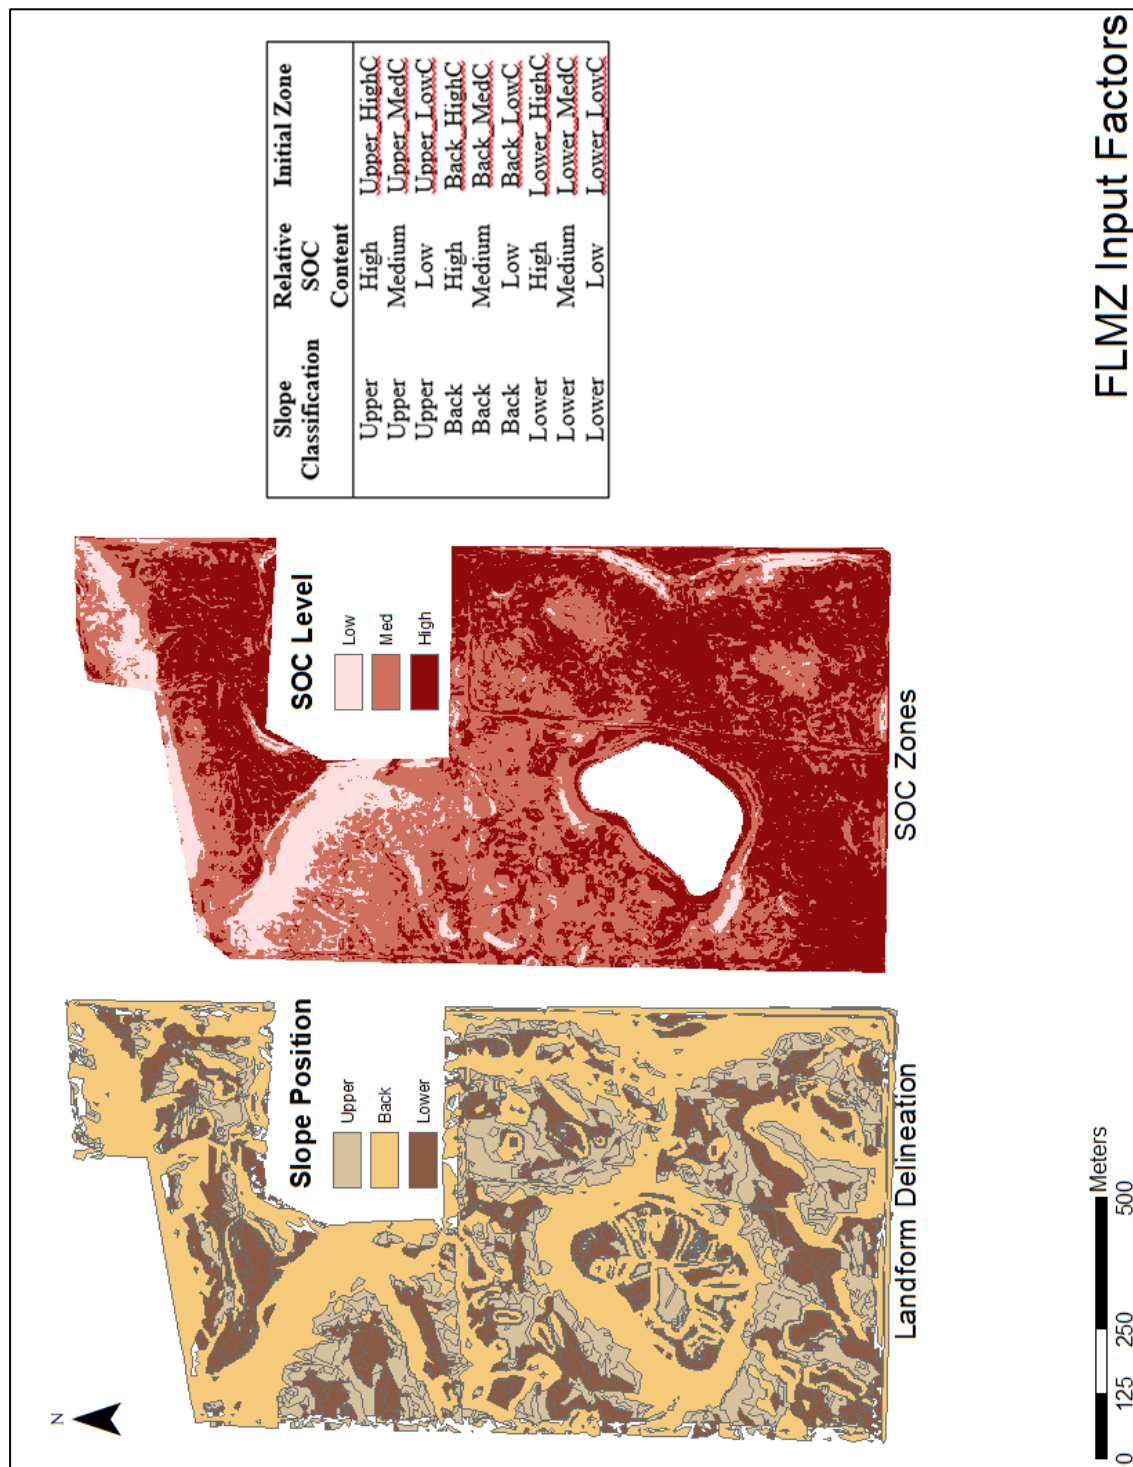 N
Slope Position
Upper
Back
Lower
Landform Delineation
SOC Level
Low
Med
High
SOC Zones
Slope Classification Relative SOC Content Initial Zone
Upper High Upper_HighC
Upper Medium Upper_MedC
Upper Low Upper_LowC
Back High Back_HighC
Back Medium Back_MedC
Back Low Back_LowC
Lower High Lower_HighC
Lower Medium Lower_MedC
Lower Low Lower_LowC
0 125 250 500 Meters
FLMZ Input Factors